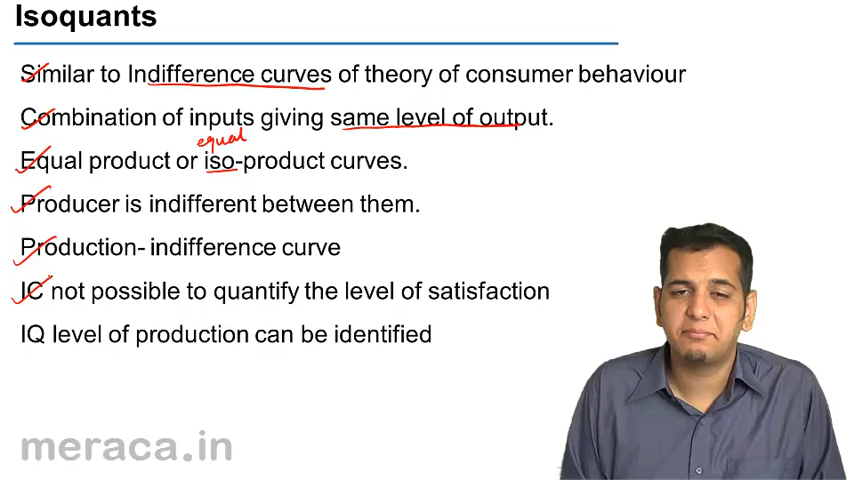 Isoquants
Similar to Indifference curves of theory of consumer behaviour
Combination of inputs giving same level of output.
equal
Equal product or iso-product curves.
Producer is indifferent between them.
Production- indifference curve
IC not possible to quantify the level of satisfaction
IQ level of production can be identified
meraca.in